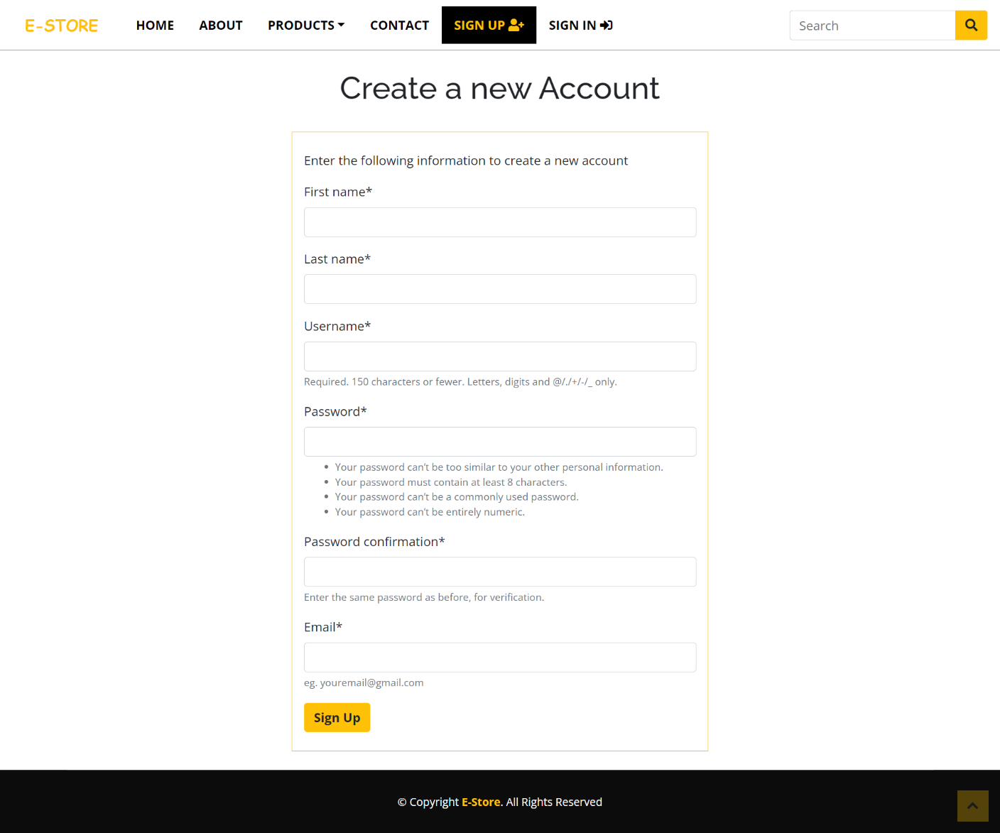 E-STORE HOME ABOUT PRODUCTS CONTACT SIGN UP SIGN IN Search
Create a new Account
Enter the following information to create a new account
First name*
Last name*
Username*
Required. 150 characters or fewer. Letters, digits and @/./+/-/_ only.
Password*
• Your password can't be too similar to your other personal information.
• Your password must contain at least 8 characters.
• Your password can't be a commonly used password.
• Your password can't be entirely numeric.
Password confirmation*
Enter the same password as before, for verification.
Email*
eg. youremail@gmail.com
Sign Up
© Copyright E-Store. All Rights Reserved